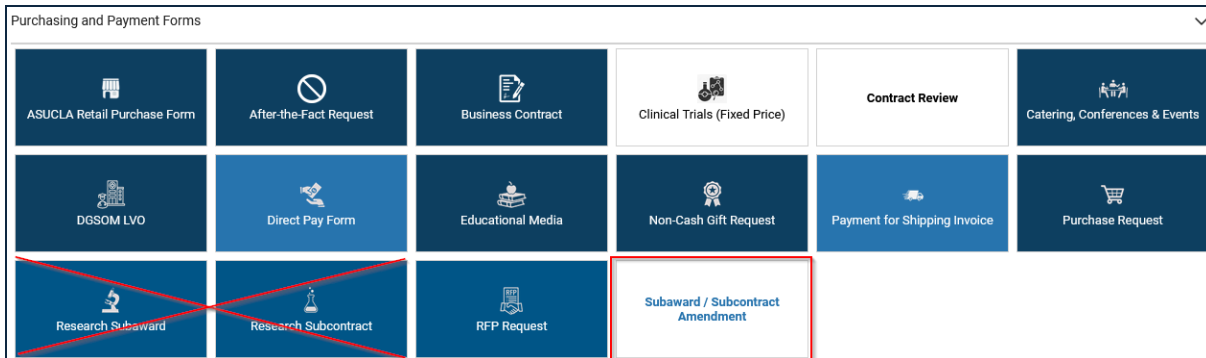 Purchasing and Payment Forms
ASUCLA Retail Purchase Form
After-the-Fact Request
Business Contract
Clinical Trials (Fixed Price)
Contract Review
Catering, Conferences & Events
DGSOM LVO
Direct Pay Form
Educational Media
Non-Cash Gift Request
Payment for Shipping Invoice
Purchase Request
Research Subaward
Research Subcontract
RFP
RFP Request
Subaward / Subcontract
Amendment